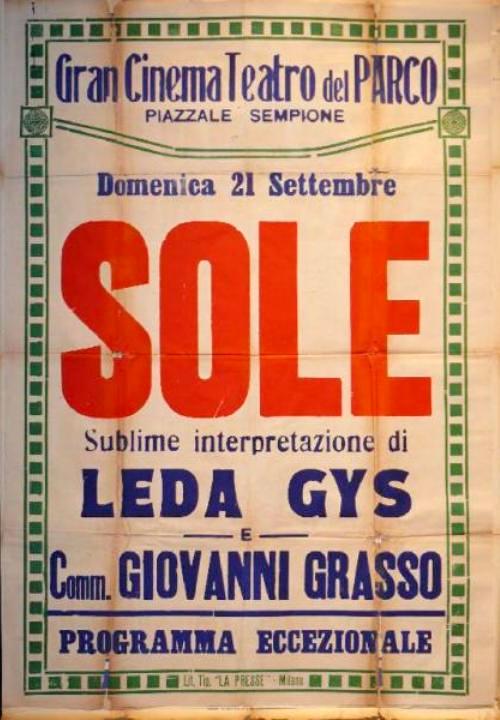 Gran Cinema Teatro del PARCO
PIAZZALE SEMPIONE
Domenica 21 Settembre
SOLE
Sublime interpretazione di
LEDA GYS
E
Comm. GIOVANNI GRASSO
PROGRAMMA ECCEZIONALE
Lit. Tip. "LA PRESSE" - Milano